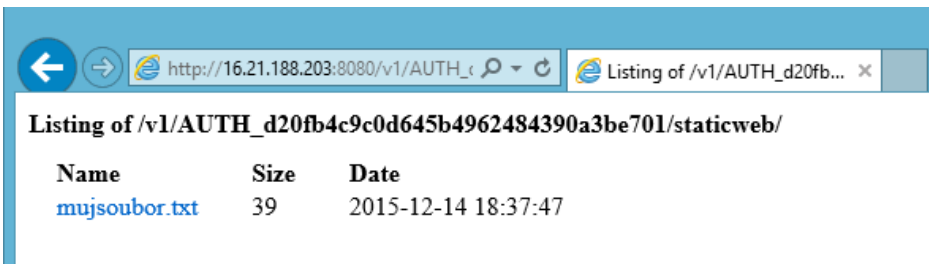 http://16.21.188.203:8080/v1/AUTH_ Listing of /v1/AUTH_d20fb...
Listing of /v1/AUTH_d20fb4c9c0d645b4962484390a3be701/staticweb/
Name Size Date
mujsoubor.txt 39 2015-12-14 18:37:47